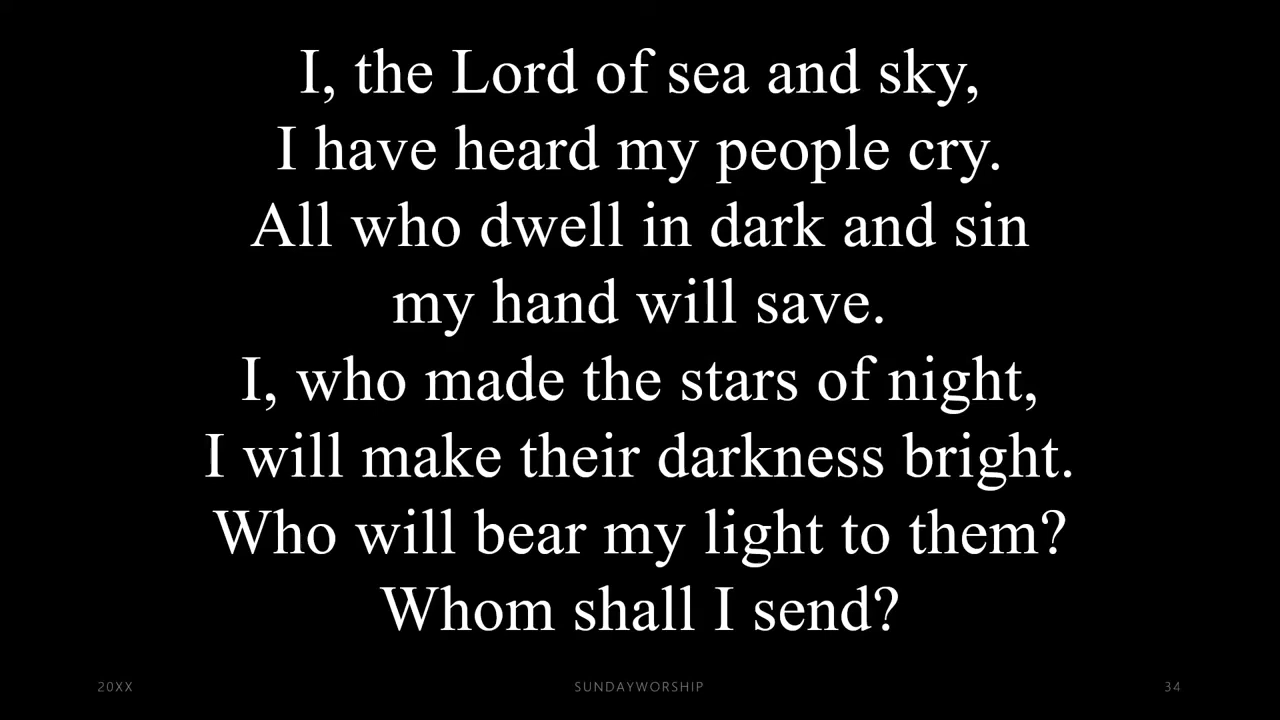 I, the Lord of sea and sky,
I have heard my people cry.
All who dwell in dark and sin
my hand will save.
I, who made the stars of night,
I will make their darkness bright.
Who will bear my light to them?
Whom shall I send?
20XX SUNDAYWORSHIP 34